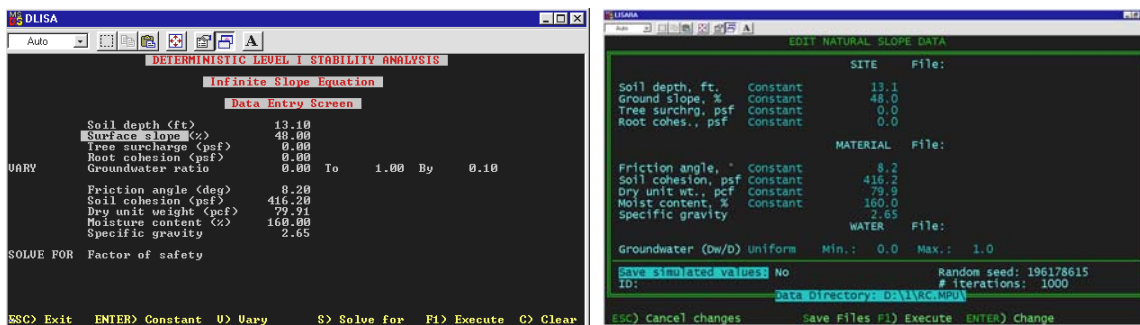 DLISA
Auto
DETERMINISTIC LEVEL I STABILITY ANALYSIS
Infinite Slope Equation
Data Entry Screen
Soil depth (ft) 13.10
Surface slope (%) 48.00
Tree surcharge (psf) 0.00
Root cohesion (psf) 0.00
VARY Groundwater ratio 0.00 To 1.00 By 0.10
Friction angle (deg) 8.20
Soil cohesion (psf) 416.20
Dry unit weight (pcf) 79.91
Moisture content (%) 160.00
Specific gravity 2.65
SOLVE FOR Factor of safety
ESC) Exit ENTER) Constant V) Vary S) Solve for F1) Execute C) Clear
LISARA
Auto
EDIT NATURAL SLOPE DATA
SITE File:
Soil depth, ft. Constant 13.1
Ground slope, % Constant 48.0
Tree surchrg, psf Constant 0.0
Root cohes., psf Constant 0.0
MATERIAL File:
Friction angle, ° Constant 8.2
Soil cohesion, psf Constant 416.2
Dry unit wt., pcf Constant 79.9
Moist content, % Constant 160.0
Specific gravity 2.65
WATER File:
Groundwater (Dw/D) Uniform Min.: 0.0 Max.: 1.0
Save simulated values: No Random seed: 196178615
ID: # iterations: 1000
Data Directory: D:\1\RC.MPU\
ESC) Cancel changes Save Files F1) Execute ENTER) Change